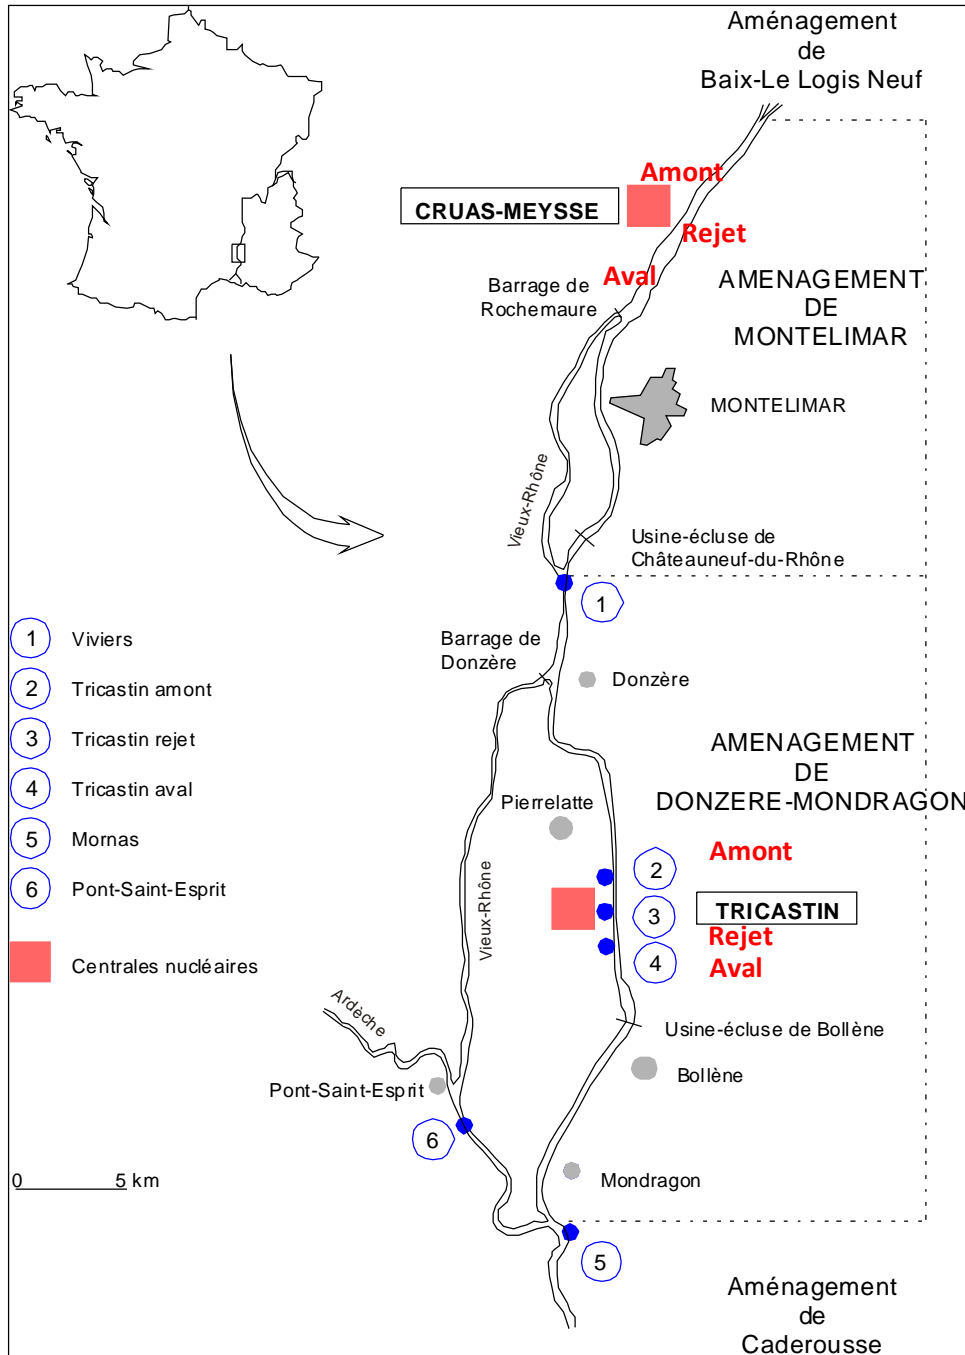 Aménagement
de
Baix-Le Logis Neuf
Amont
CRUAS-MEYSSE
Rejet
Aval
Barrage de
Rochemaure
AMENAGEMENT
DE
MONTELIMAR
MONTELIMAR
Vieux-Rhône
Usine-écluse de
Châteauneuf-du-Rhône
1
1 Viviers
2 Tricastin amont
3 Tricastin rejet
4 Tricastin aval
5 Mornas
6 Pont-Saint-Esprit
Centrales nucléaires
Barrage de
Donzère
Donzère
AMENAGEMENT
DE
DONZERE-MONDRAGON
Pierrelatte
Amont
2
3
TRICASTIN
Rejet
4
Aval
Vieux-Rhône
Ardèche
Usine-écluse de Bollène
Bollène
Pont-Saint-Esprit
6
0 5 km
Mondragon
5
Aménagement
de
Caderousse